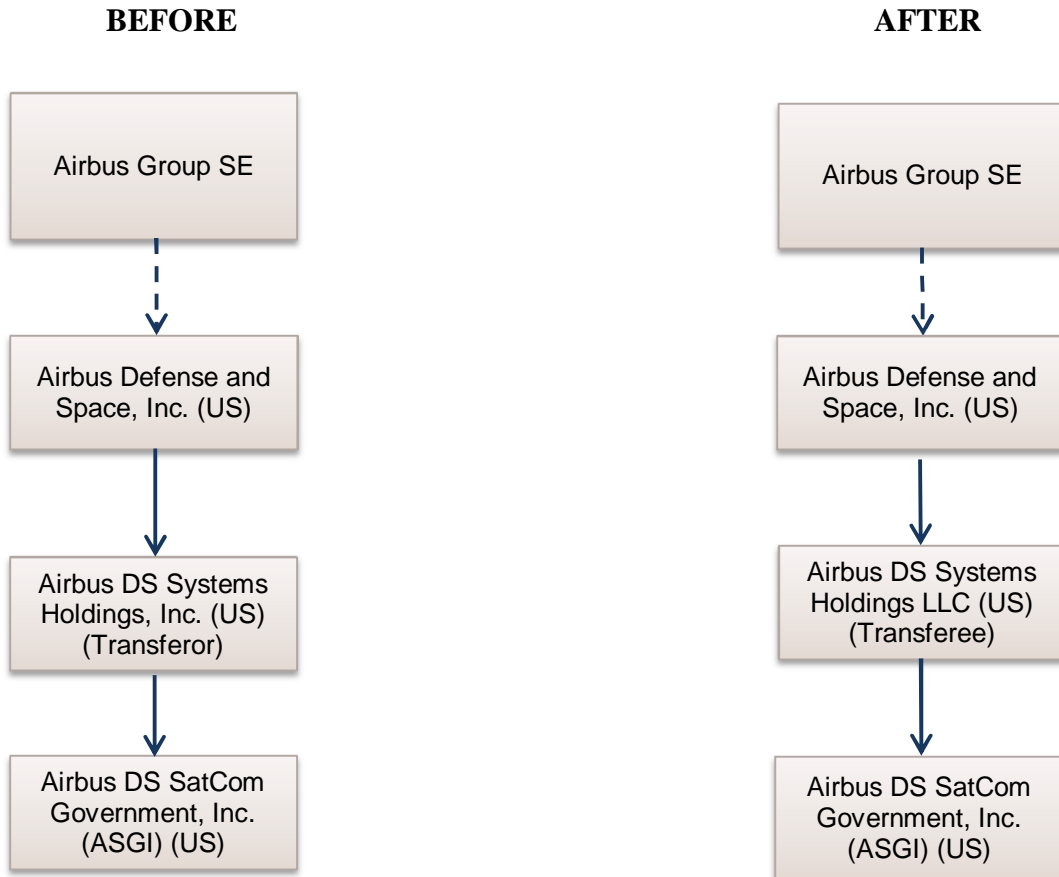 BEFORE
Airbus Group SE
Airbus Defense and
Space, Inc. (US)
Airbus DS Systems
Holdings, Inc. (US)
(Transferor)
Airbus DS SatCom
Government, Inc.
(ASGI) (US)
AFTER
Airbus Group SE
Airbus Defense and
Space, Inc. (US)
Airbus DS Systems
Holdings LLC (US)
(Transferee)
Airbus DS SatCom
Government, Inc.
(ASGI) (US)